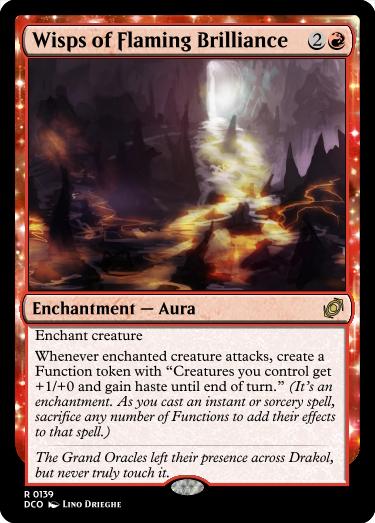 Wisps of Flaming Brilliance 2
Enchantment — Aura
Enchant creature
Whenever enchanted creature attacks, create a
Function token with “Creatures you control get
+1/+0 and gain haste until end of turn.” (It’s an
enchantment. As you cast an instant or sorcery spell,
sacrifice any number of Functions to add their effects
to that spell.)
The Grand Oracles left their presence across Drakol,
but never truly touch it.
R 0139
DCO Lino Drieghe